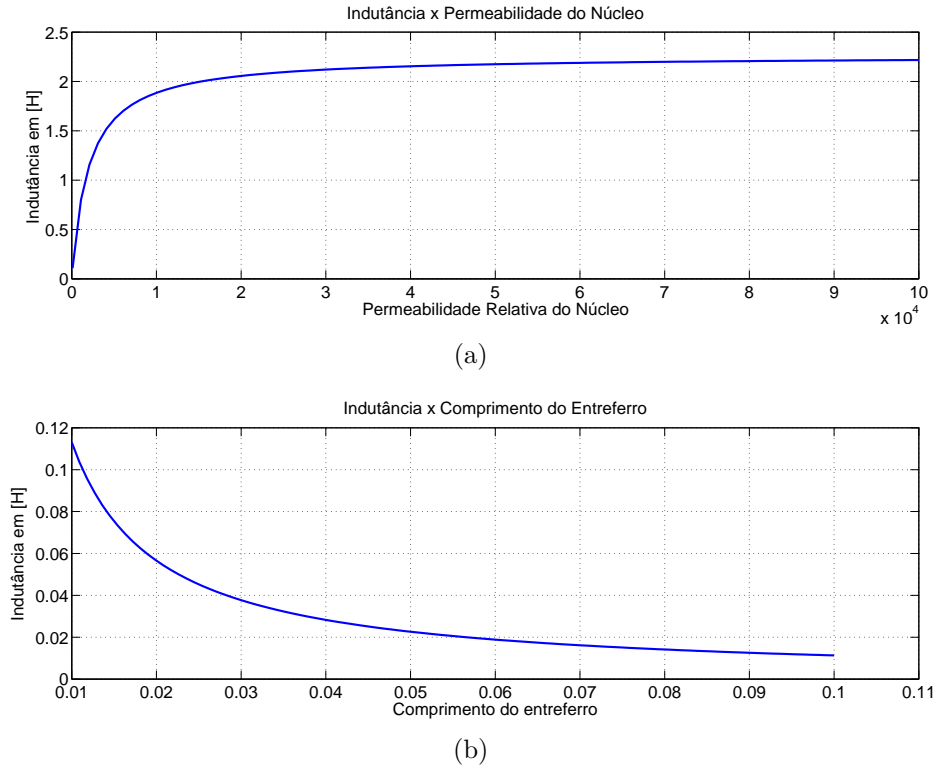 Indutância x Permeabilidade do Núcleo
2.5
2
1.5
1
0.5
0
Indutância em [H]
0 1 2 3 4 5 6 7 8 9 10
Permeabilidade Relativa do Núcleo
x 10^4
(a)
Indutância x Comprimento do Entreferro
0.12
0.1
0.08
0.06
0.04
0.02
0
Indutância em [H]
0.01 0.02 0.03 0.04 0.05 0.06 0.07 0.08 0.09 0.1 0.11
Comprimento do entreferro
(b)